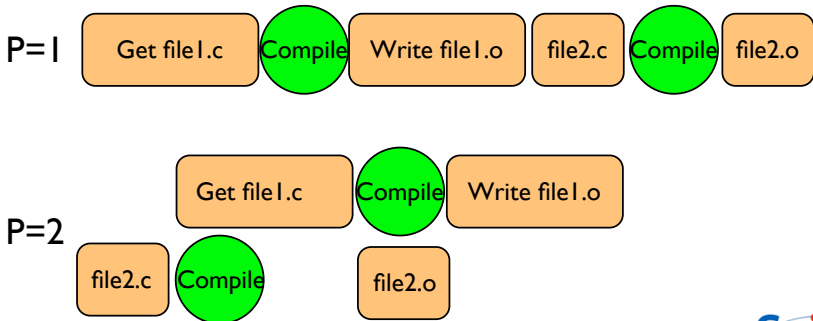 P=1 Get file1.c Compile Write file1.o file2.c Compile file2.o
Get file1.c Compile Write file1.o
P=2
file2.c Compile file2.o